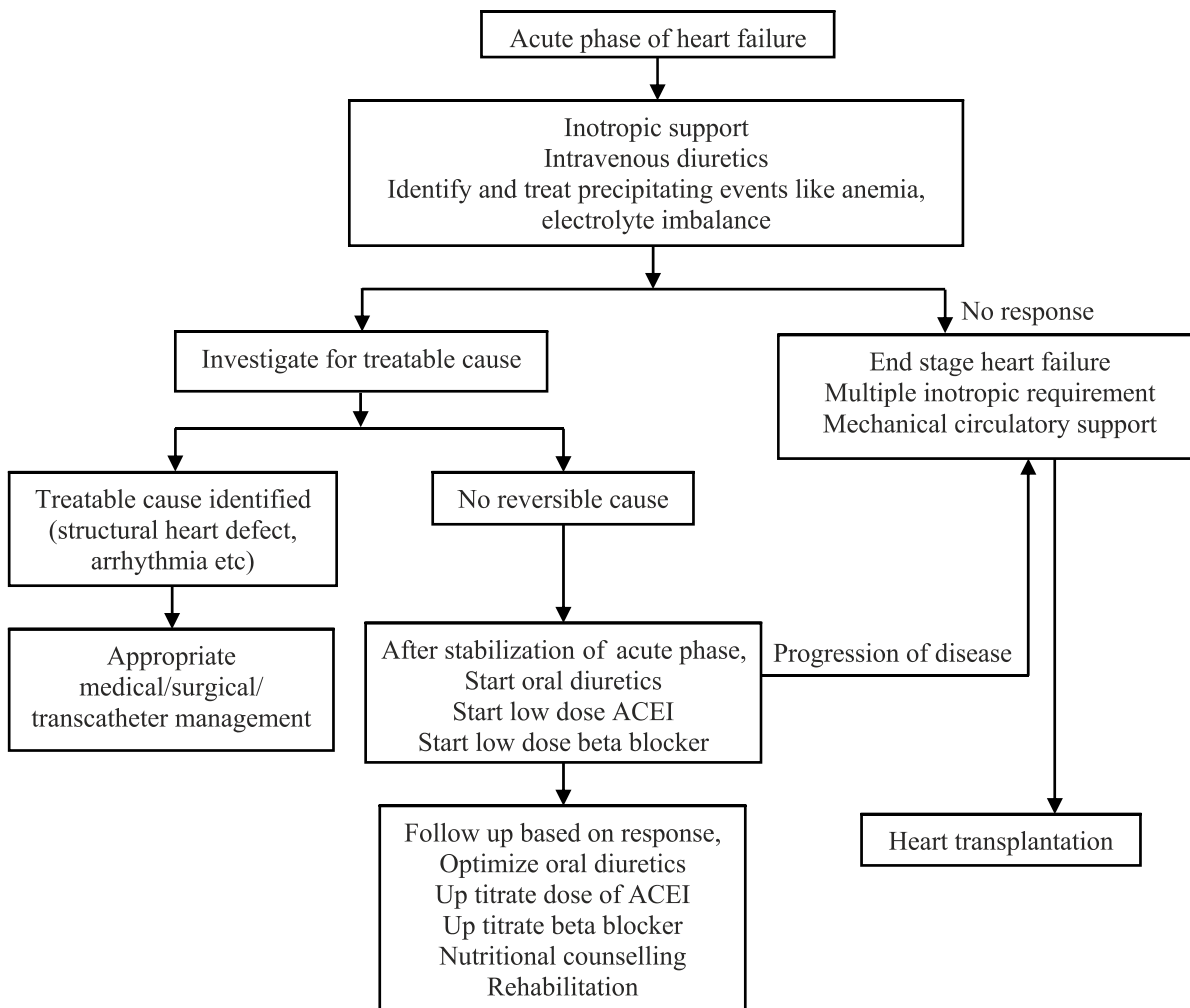 Acute phase of heart failure
Inotropic support
Intravenous diuretics
Identify and treat precipitating events like anemia,
electrolyte imbalance
No response
Investigate for treatable cause
End stage heart failure
Multiple inotropic requirement
Mechanical circulatory support
Treatable cause identified
(structural heart defect,
arrhythmia etc)
No reversible cause
Appropriate
medical/surgical/
transcatheter management
After stabilization of acute phase,
Start oral diuretics
Start low dose ACEI
Start low dose beta blocker
Progression of disease
Follow up based on response,
Optimize oral diuretics
Up titrate dose of ACEI
Up titrate beta blocker
Nutritional counselling
Rehabilitation
Heart transplantation